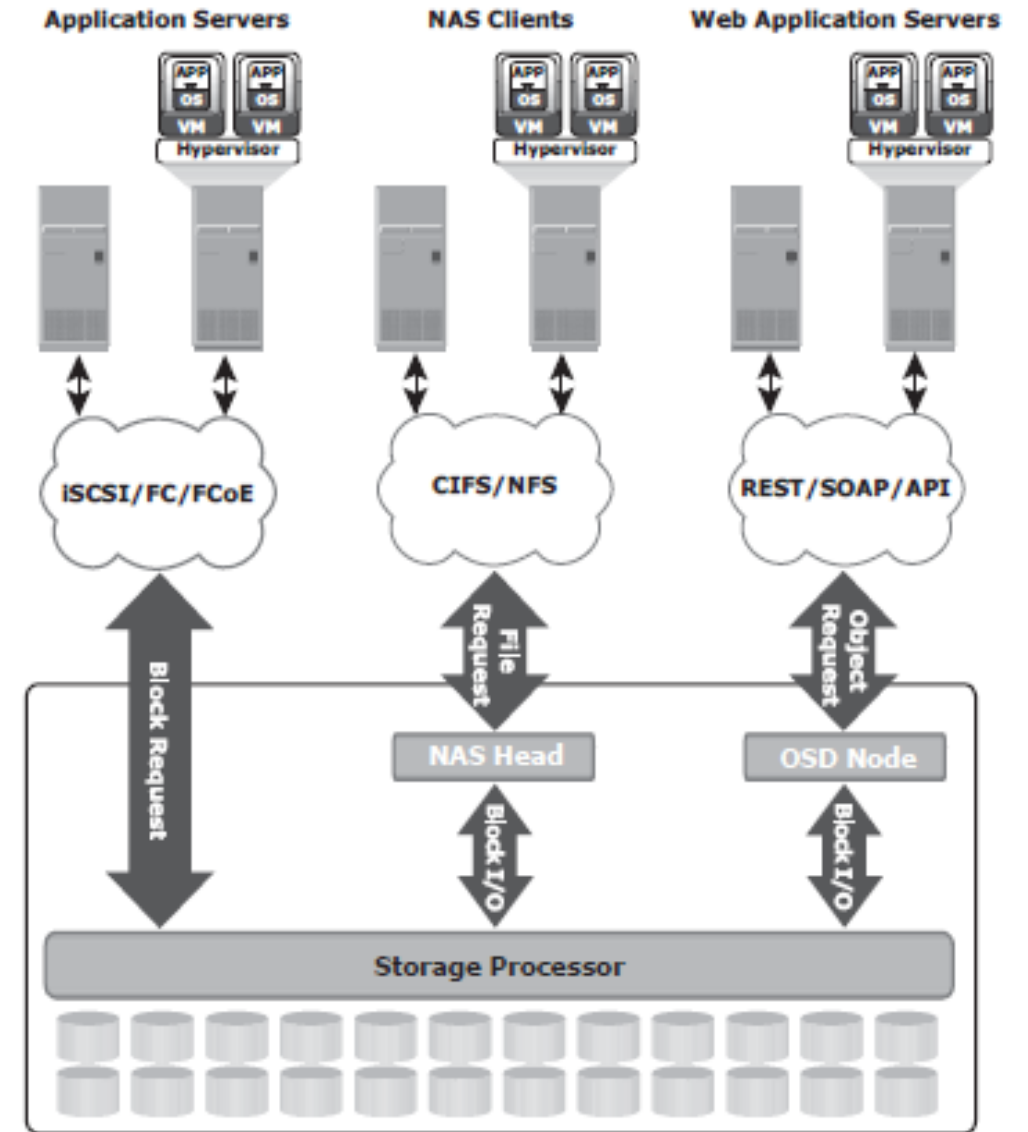 Application Servers
NAS Clients
Web Application Servers
APP
OS
VM
APP
OS
VM
Hypervisor
APP
OS
VM
APP
OS
VM
Hypervisor
APP
OS
VM
APP
OS
VM
Hypervisor
iSCSI/FC/FCoE
CIFS/NFS
REST/SOAP/API
Block Request
File
Request
Object
Request
NAS Head
OSD Node
Block I/O
Block I/O
Storage Processor